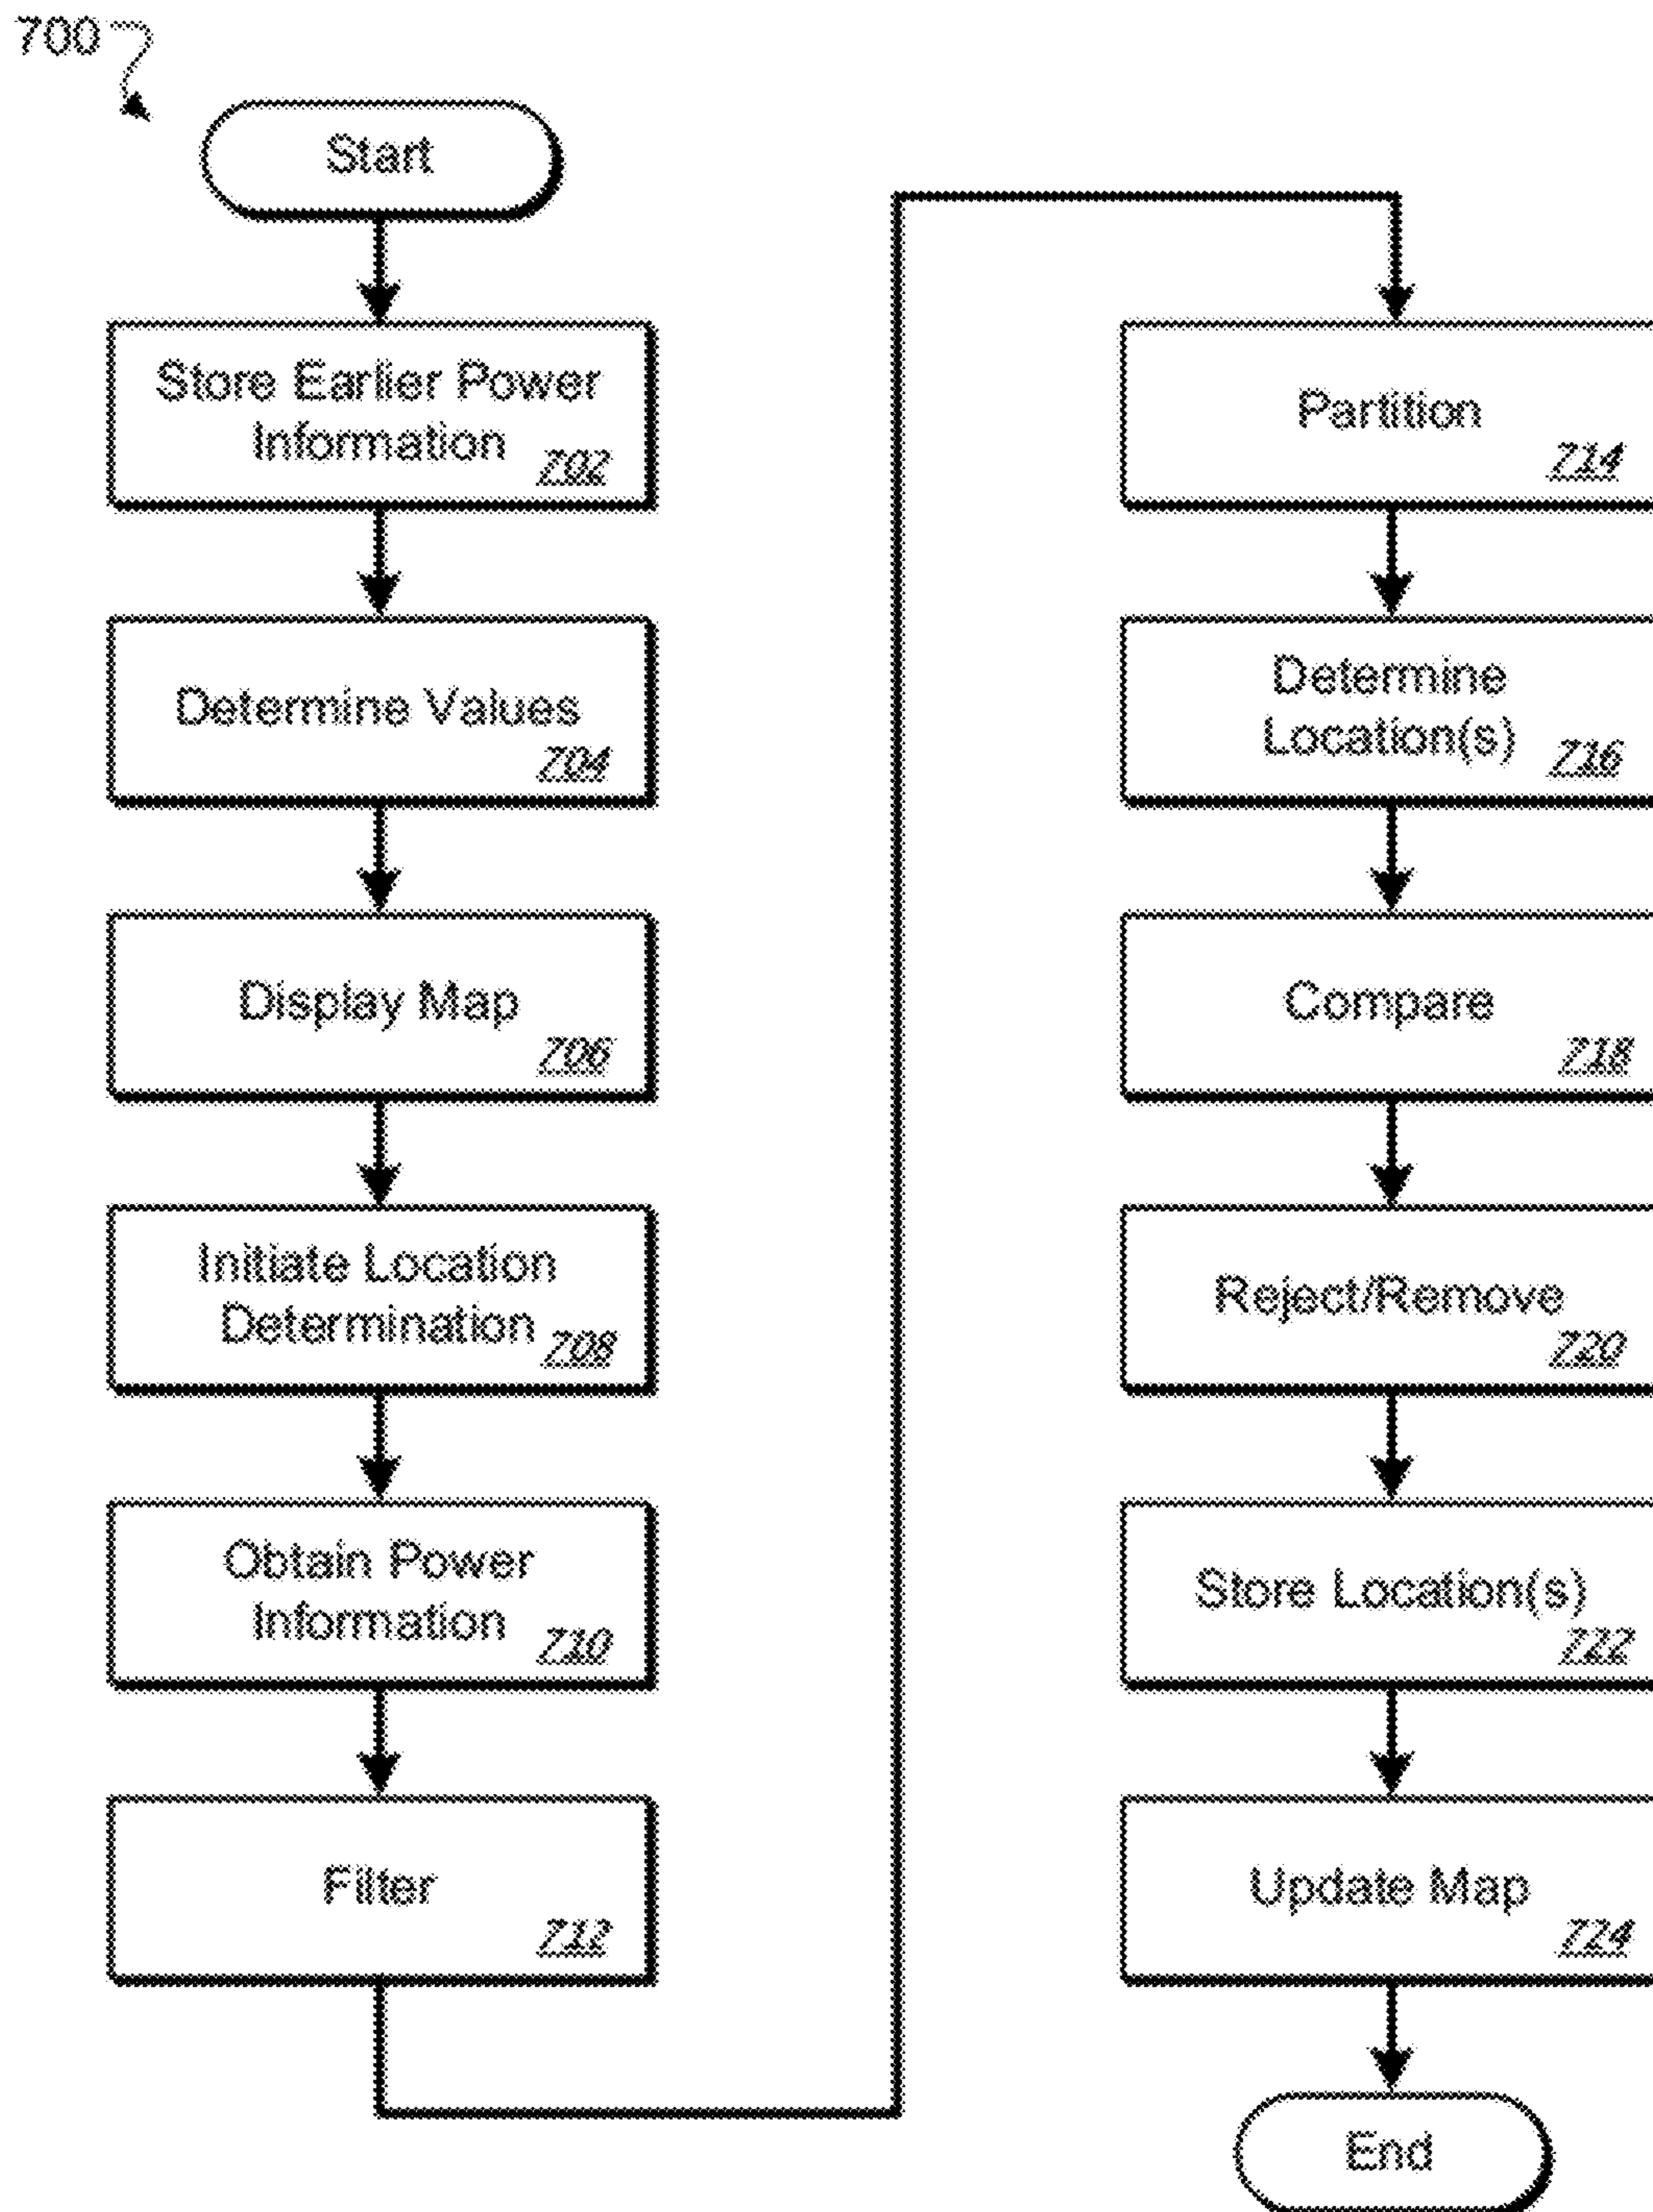 700
Start
Store Earlier Power
Information
702
Determine Values
704
Display Map
706
Initiate Location
Determination
708
Obtain Power
Information
710
Filter
712
Partition
714
Determine
Location(s)
716
Compare
718
Reject/Remove
720
Store Location(s)
722
Update Map
724
End